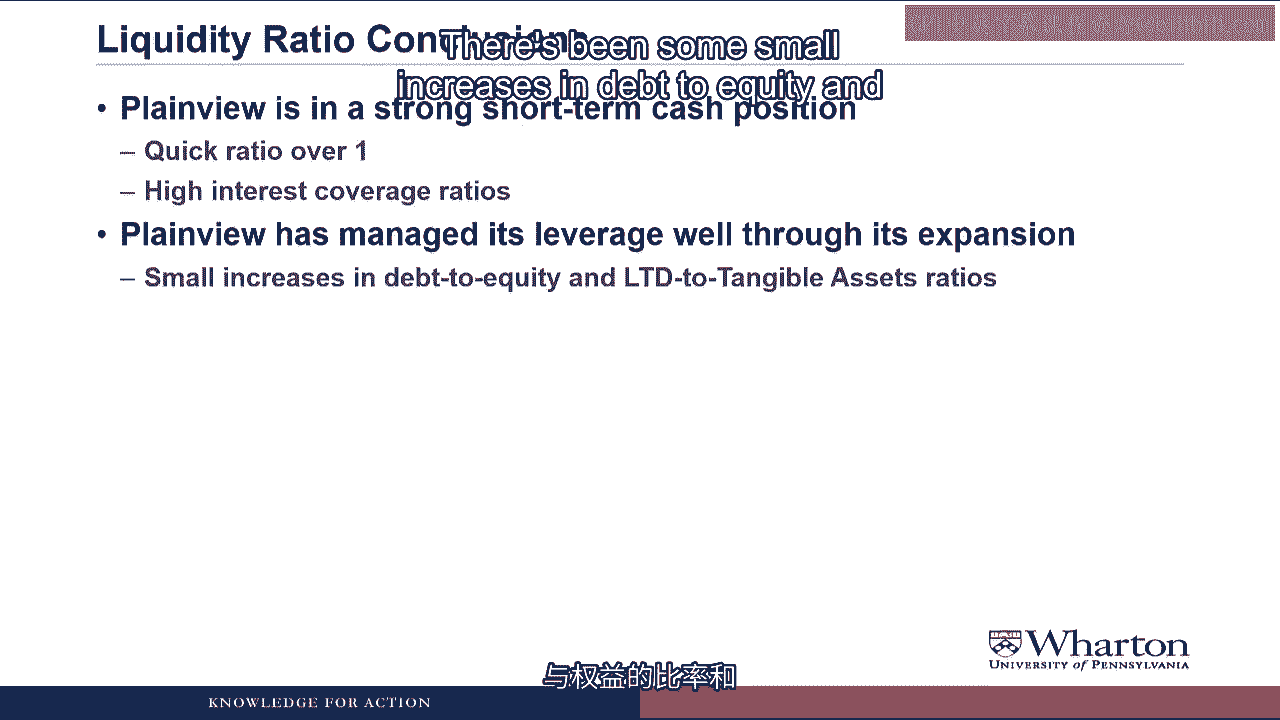 Liquidity Ratio
There's been some small
increases in debt to equity and
• Plainview is in a strong short-term cash position
– Quick ratio over 1
– High interest coverage ratios
• Plainview has managed its leverage well through its expansion
– Small increases in debt-to-equity and LTD-to-Tangible Assets ratios
Wharton
UNIVERSITY of PENNSYLVANIA
与权益的比率和
KNOWLEDGE FOR ACTION